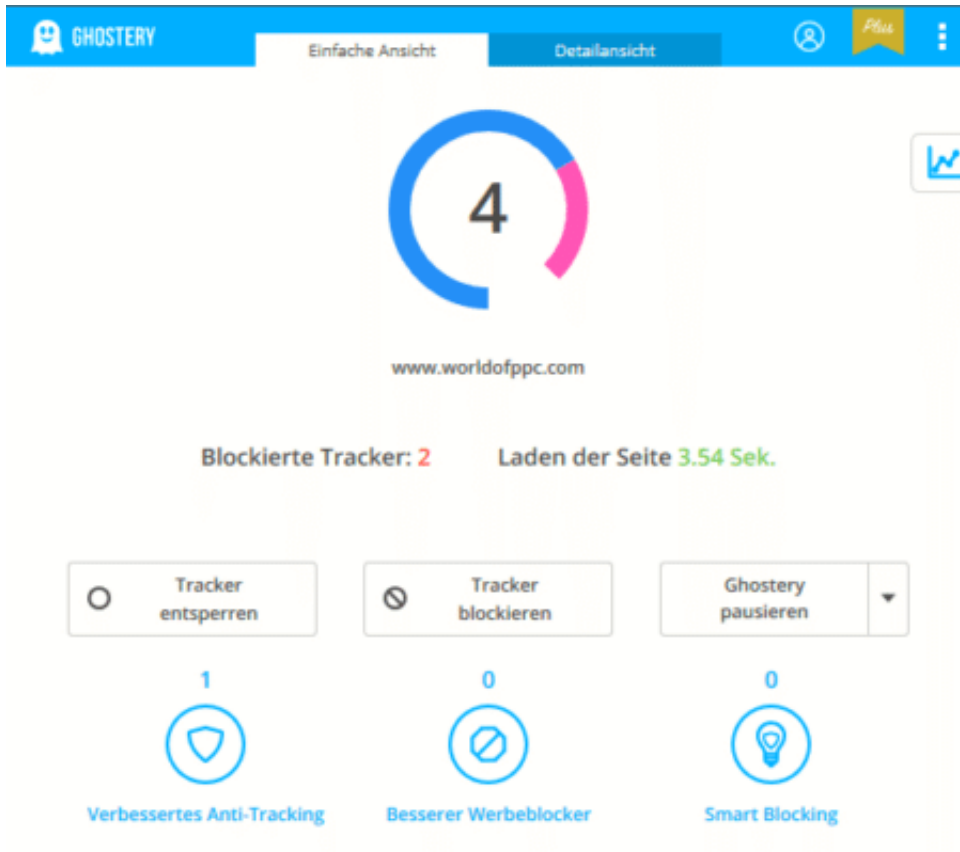 GHOSTERY
Einfache Ansicht
Detailansicht
Plus
4
www.worldofppc.com
Blockierte Tracker: 2
Laden der Seite 3.54 Sek.
Tracker
entsperren
Tracker
blockieren
Ghostery
pausieren
1
0
0
Verbessertes Anti-Tracking
Besserer Werbeblocker
Smart Blocking